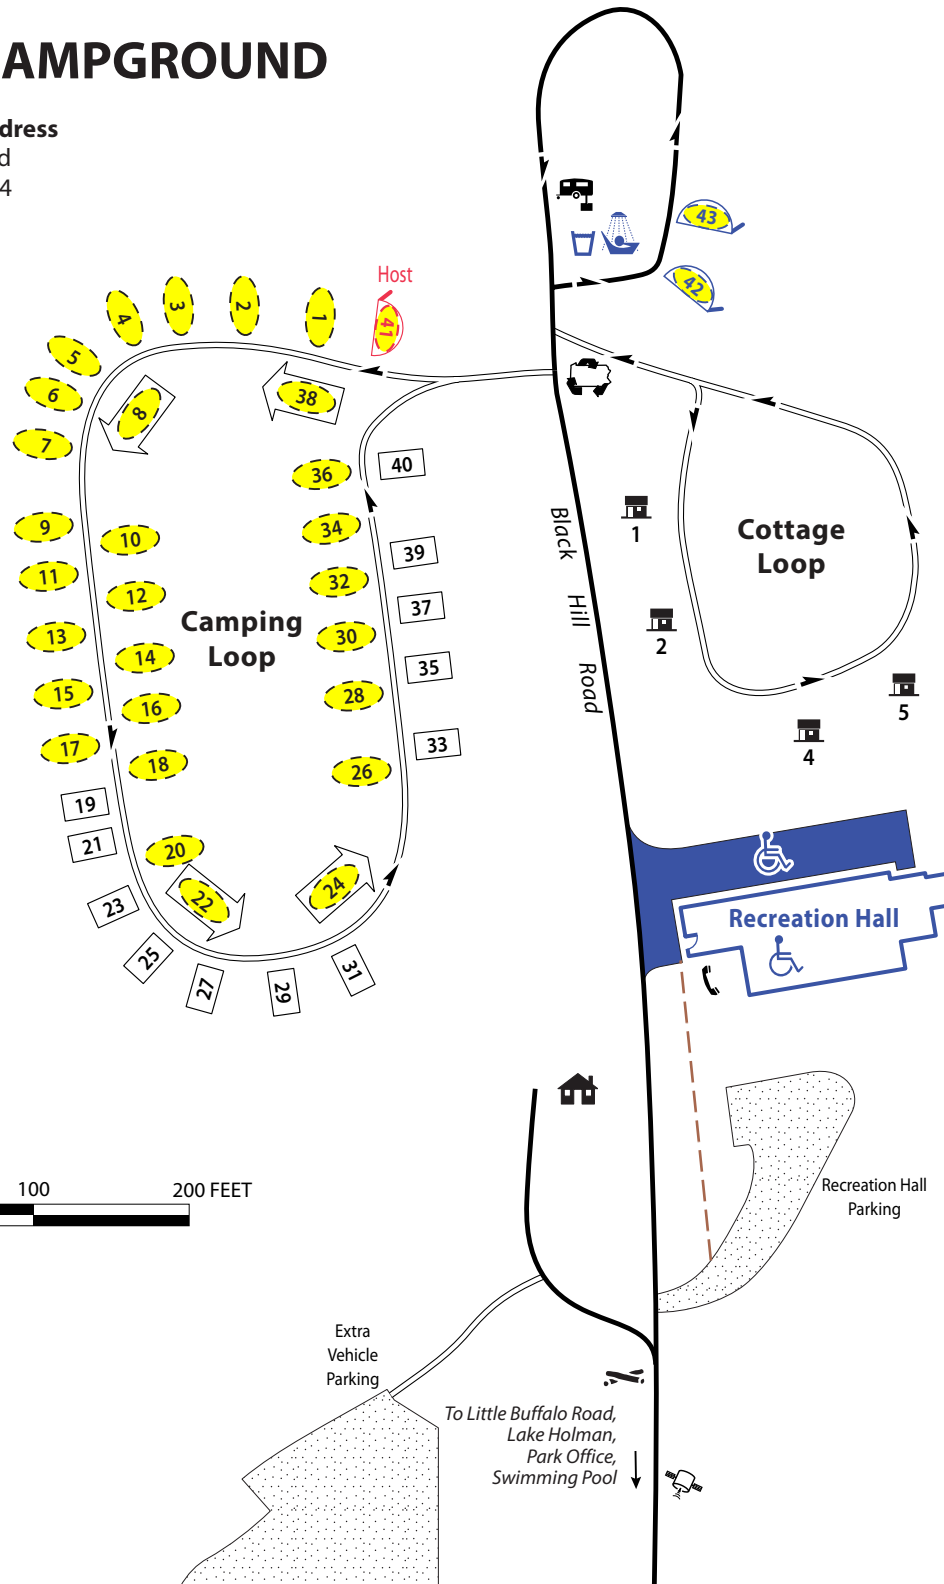 AMPGROUND
dress
d
4
Host
43
42
41
1
2
3
4
5
6
7
8
38
36
40
34
39
9
10
11
12
32
37
13
30
14
35
15
16
28
17
18
33
26
19
20
21
22
24
23
25
27
29
31
Camping
Loop
Black
Hill
Road
1
2
Cottage
Loop
5
4
Recreation Hall
100
200 FEET
Recreation Hall
Parking
Extra
Vehicle
Parking
To Little Buffalo Road,
Lake Holman,
Park Office,
Swimming Pool